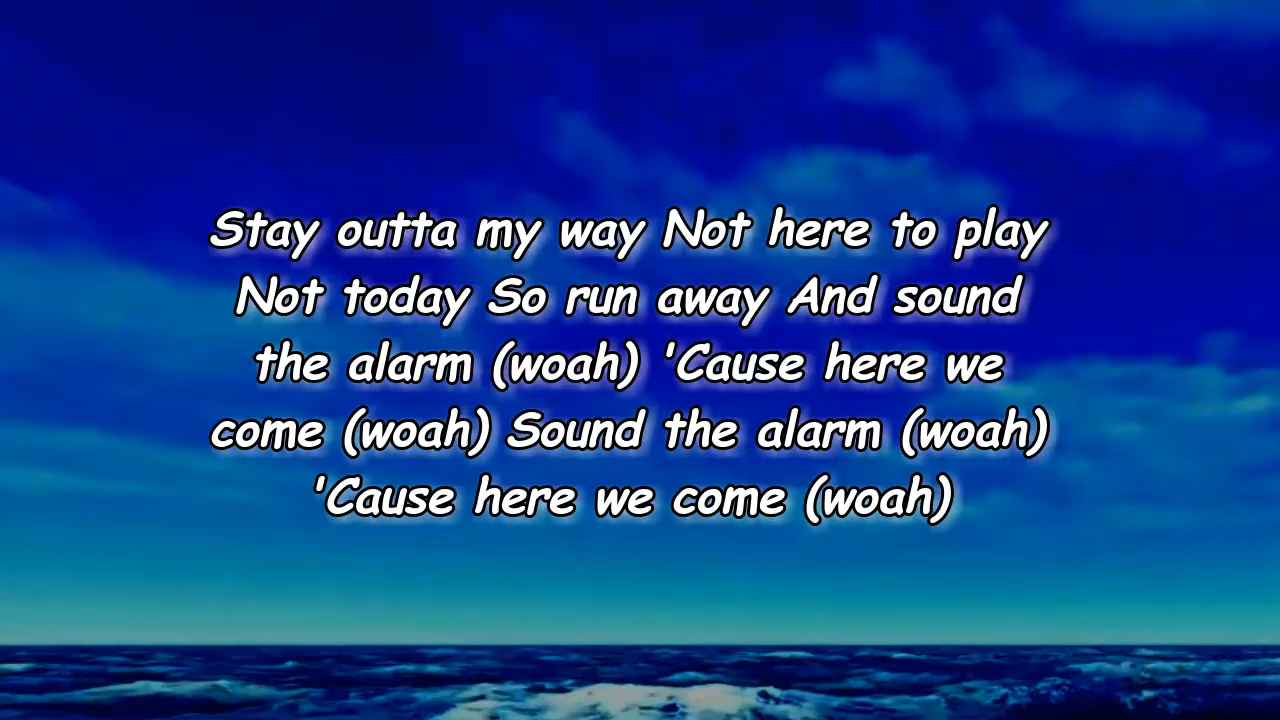 Stay outta my way Not here to play
Not today So run away And sound
the alarm (woah) 'Cause here we
come (woah) Sound the alarm (woah)
'Cause here we come (woah)